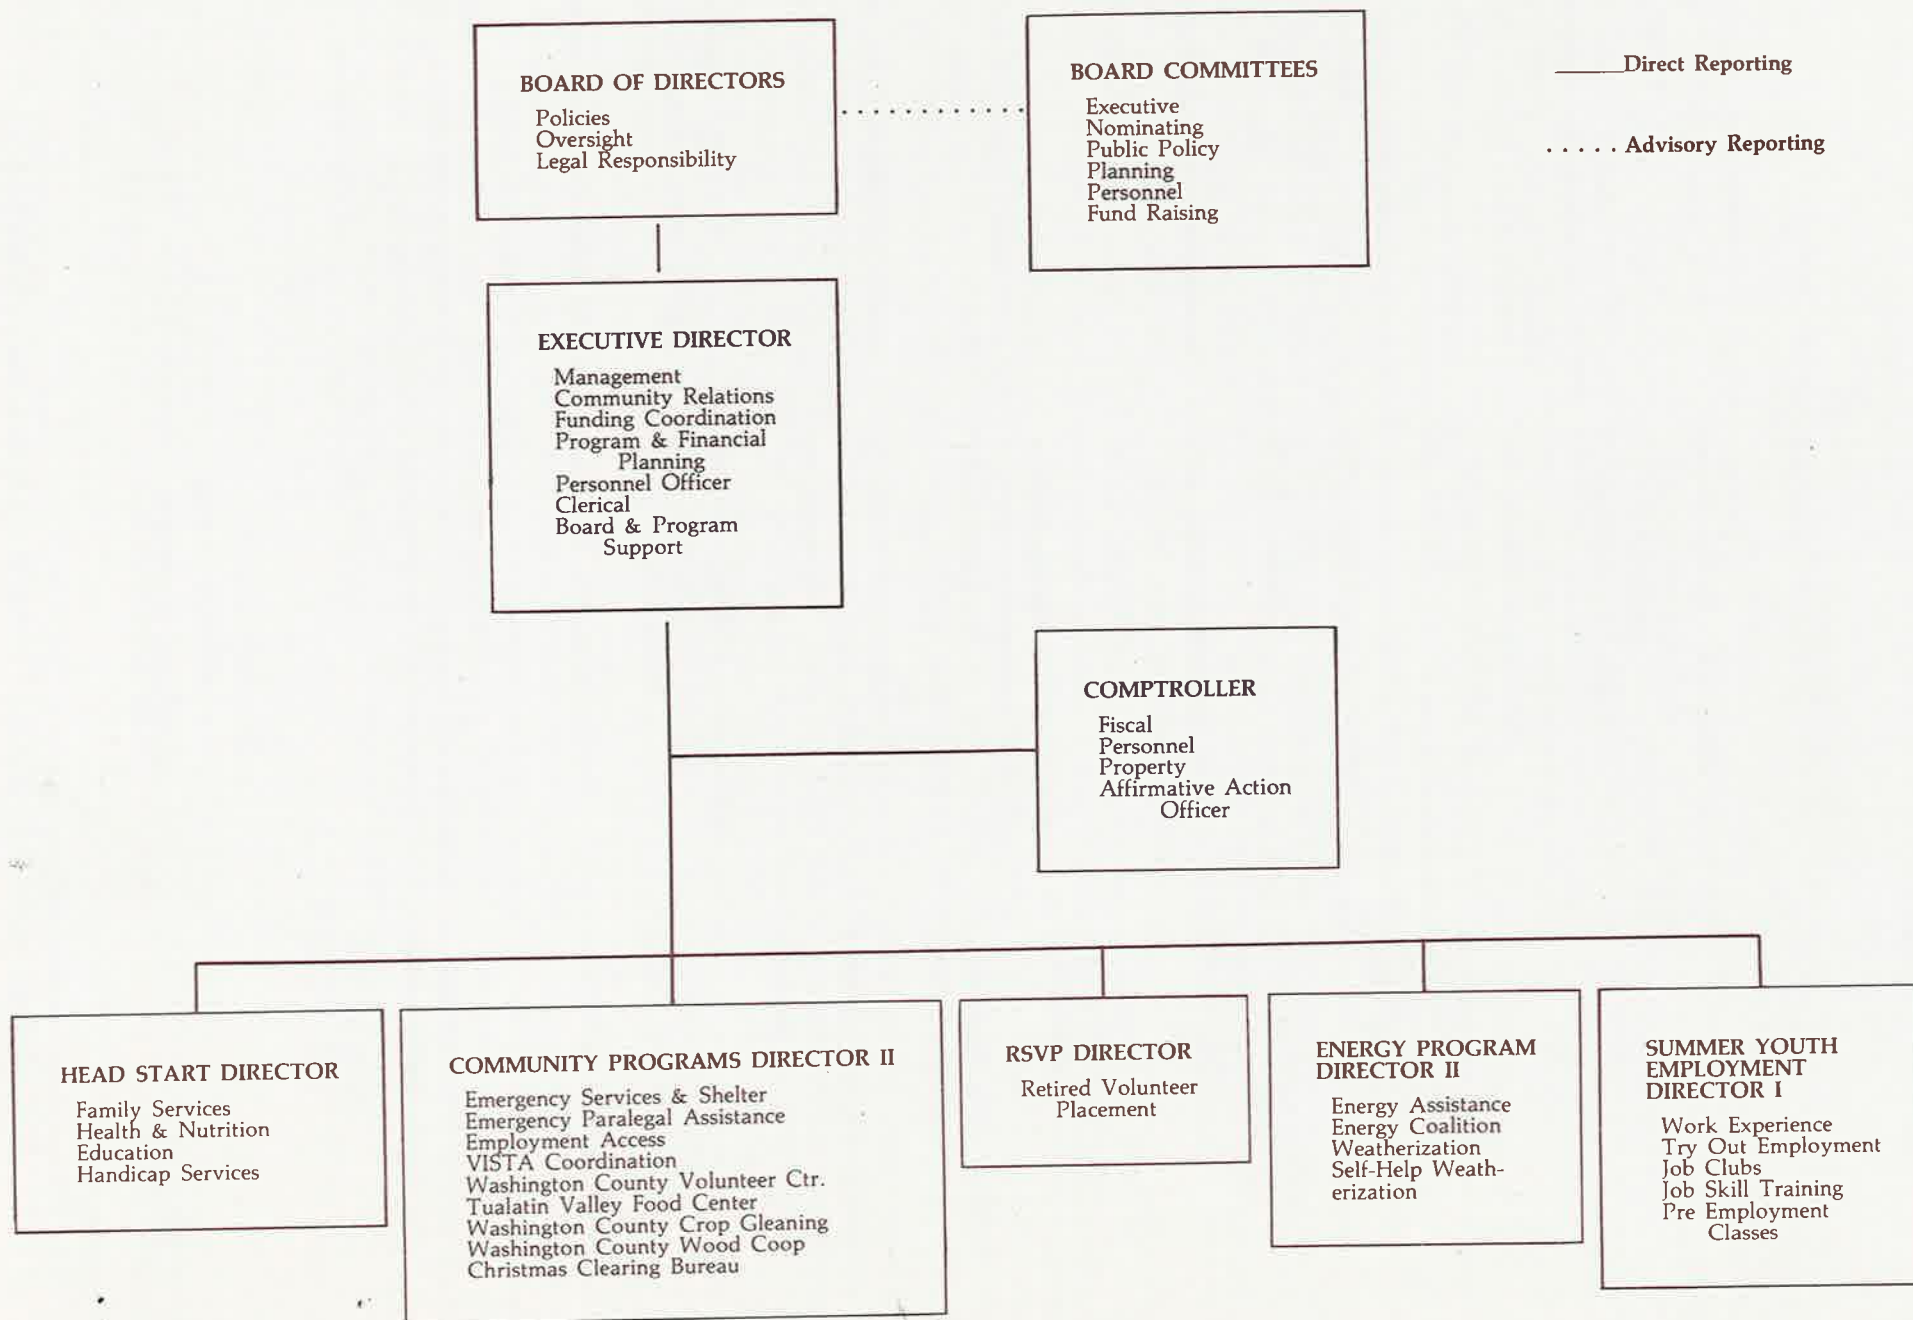 BOARD OF DIRECTORS
Policies
Oversight
Legal Responsibility
BOARD COMMITTEES
Executive
Nominating
Public Policy
Planning
Personnel
Fund Raising
Direct Reporting
. . . . . Advisory Reporting
EXECUTIVE DIRECTOR
Management
Community Relations
Funding Coordination
Program & Financial
Planning
Personnel Officer
Clerical
Board & Program
Support
COMPTROLLER
Fiscal
Personnel
Property
Affirmative Action
Officer
HEAD START DIRECTOR
Family Services
Health & Nutrition
Education
Handicap Services
COMMUNITY PROGRAMS DIRECTOR II
Emergency Services & Shelter
Emergency Paralegal Assistance
Employment Access
VISTA Coordination
Washington County Volunteer Ctr.
Tualatin Valley Food Center
Washington County Crop Gleaning
Washington County Wood Coop
Christmas Clearing Bureau
RSVP DIRECTOR
Retired Volunteer
Placement
ENERGY PROGRAM
DIRECTOR II
Energy Assistance
Energy Coalition
Weatherization
Self-Help Weath-
erization
SUMMER YOUTH
EMPLOYMENT
DIRECTOR I
Work Experience
Try Out Employment
Job Clubs
Job Skill Training
Pre Employment
Classes